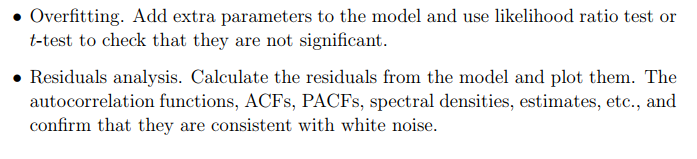 • Overfitting. Add extra parameters to the model and use likelihood ratio test or
t-test to check that they are not significant.
• Residuals analysis. Calculate the residuals from the model and plot them. The
autocorrelation functions, ACFs, PACFs, spectral densities, estimates, etc., and
confirm that they are consistent with white noise.